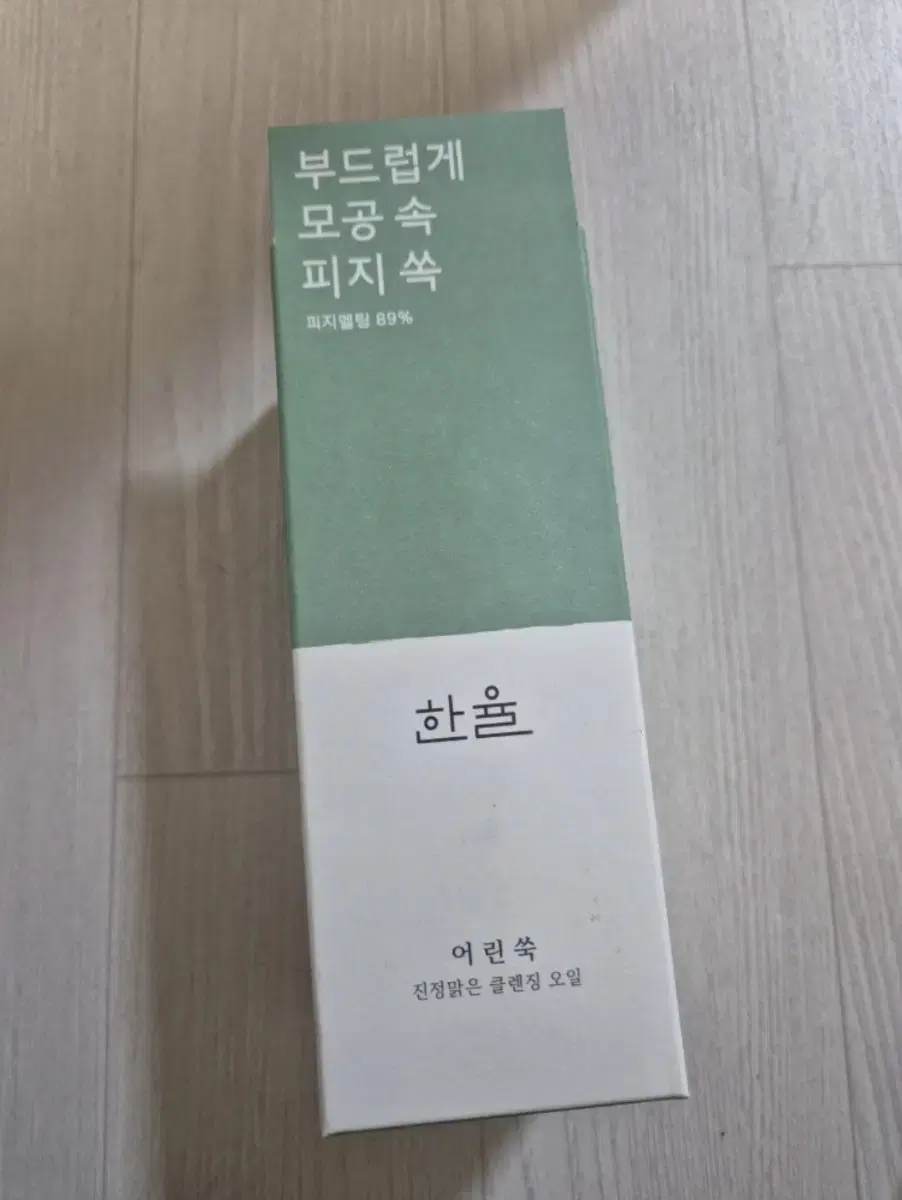 부드럽게
모공 속
피지 쏙
피지멜팅 89%
한율
어린쑥
진정맑은 클렌징 오일